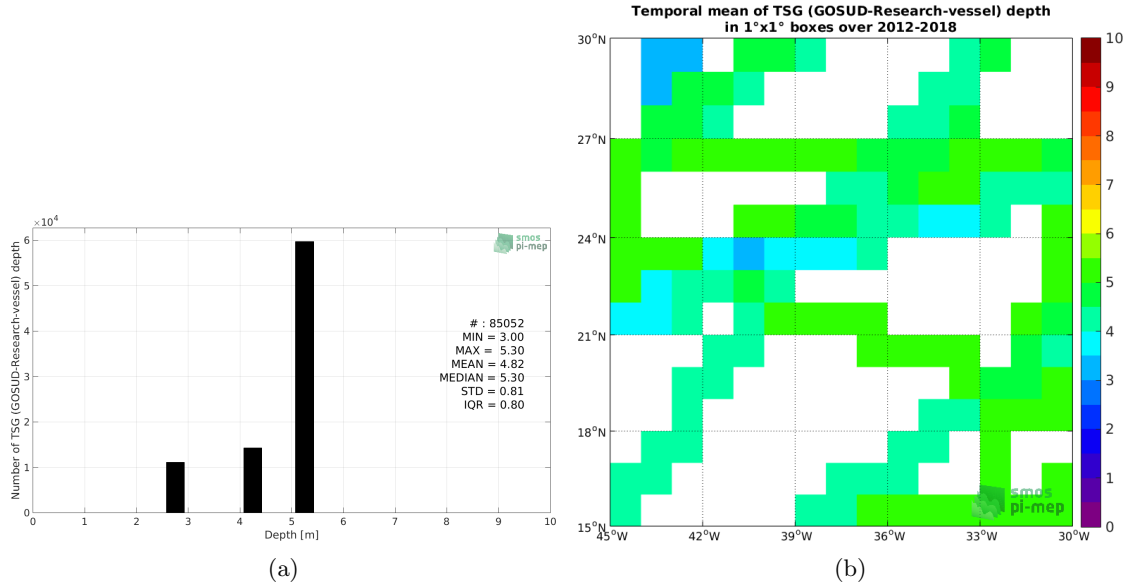 ×10⁴
6
5
4
3
2
1
0
Number of TSG (GOSUD-Research-vessel) depth
smos
pi-mep
# : 85052
MIN = 3.00
MAX = 5.30
MEAN = 4.82
MEDIAN = 5.30
STD = 0.81
IQR = 0.80
0 1 2 3 4 5 6 7 8 9 10
Depth [m]
(a)
Temporal mean of TSG (GOSUD-Research-vessel) depth
in 1°x1° boxes over 2012-2018
30°N
27°N
24°N
21°N
18°N
15°N
45°W 42°W 39°W 36°W 33°W 30°W
smos
pi-mep
10
9
8
7
6
5
4
3
2
1
0
(b)